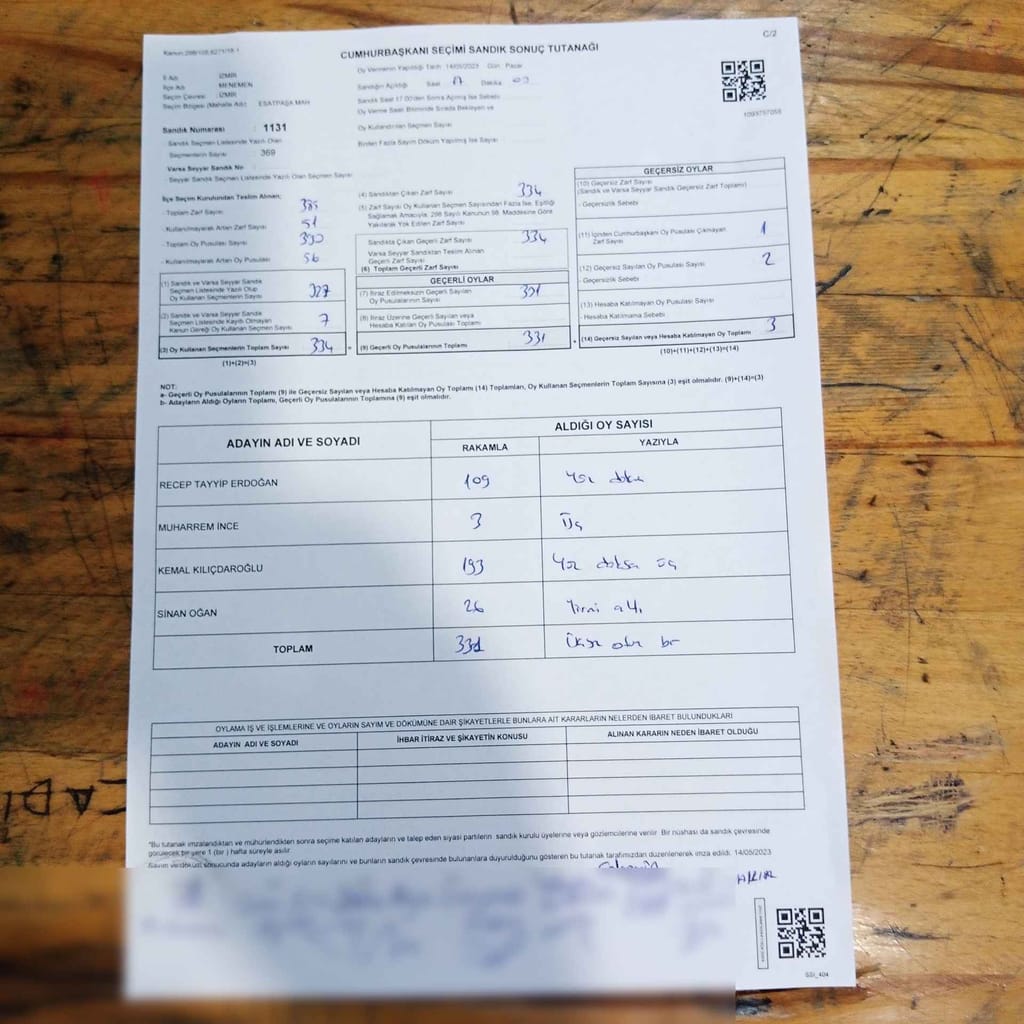 Kanun:298/105,6271/18.1
C/2
CUMHURBAŞKANI SEÇİMİ SANDIK SONUÇ TUTANAĞI
İl Adı : İZMİR
İlçe Adı : MENEMEN
Seçim Çevresi : İZMİR
Seçim Bölgesi (Mahalle Adı) : ESATPAŞA MAH
Sandık Numarası : 1131
Sandık Seçmen Listesinde Yazılı Olan
Seçmenlerin Sayısı : 369
Varsa Seyyar Sandık No
Seyyar Sandık Seçmen Listesinde Yazılı Olan Seçmen Sayısı
Oy Vermenin Yapıldığı Tarih 14/05/2023 Gün : Pazar
Sandığın Açıldığı Saat 17 Dakika
Sandık Saat 17.00'den Sonra Açılmış İse Sebebi
Oy Verme Saati Bitiminde Sırada Bekleyen ve
Oy Kullandırılan Seçmen Sayısı
Birden Fazla Sayım Döküm Yapılmış İse Sayısı
İlçe Seçim Kurulundan Teslim Alınan;
- Toplam Zarf Sayısı 385
- Kullanılmayarak Artan Zarf Sayısı 51
- Toplam Oy Pusulası Sayısı 390
- Kullanılmayarak Artan Oy Pusulası 56
(1) Sandık ve Varsa Seyyar Sandık
Seçmen Listesinde Yazılı Olup
Oy Kullanan Seçmenlerin Sayısı 327
(2) Sandık ve Varsa Seyyar Sandık
Seçmen Listesinde Kayıtlı Olmayan
Kanun Gereği Oy Kullanan Seçmen Sayısı 7
(3) Oy Kullanan Seçmenlerin Toplam Sayısı 334 =
(1)+(2)=(3)
(4) Sandıktan Çıkan Zarf Sayısı 334
(5) Zarf Sayısı Oy Kullanan Seçmen Sayısından Fazla İse, Eşitliği
Sağlamak Amacıyla, 298 Sayılı Kanunun 98. Maddesine Göre
Yakılarak Yok Edilen Zarf Sayısı
Sandıkta Çıkan Geçerli Zarf Sayısı 334
Varsa Seyyar Sandıktan Teslim Alınan
Geçerli Zarf Sayısı
(6) Toplam Geçerli Zarf Sayısı
GEÇERLİ OYLAR
(7) İtiraz Edilmeksizin Geçerli Sayılan
Oy Pusulalarının Sayısı 331
(8) İtiraz Üzerine Geçerli Sayılan veya
Hesaba Katılan Oy Pusulası Toplamı
(9) Geçerli Oy Pusulalarının Toplamı 331 +
GEÇERSİZ OYLAR
(10) Geçersiz Zarf Sayısı
(Sandık ve Varsa Seyyar Sandık Geçersiz Zarf Toplamı)
- Geçersizlik Sebebi
(11) İçinden Cumhurbaşkanı Oy Pusulası Çıkmayan
Zarf Sayısı 1
(12) Geçersiz Sayılan Oy Pusulası Sayısı 2
- Geçersizlik Sebebi
(13) Hesaba Katılmayan Oy Pusulası Sayısı
- Hesaba Katılmama Sebebi
(14) Geçersiz Sayılan veya Hesaba Katılmayan Oy Toplamı 3
(10)+(11)+(12)+(13)=(14)
NOT:
a- Geçerli Oy Pusulalarının Toplamı (9) ile Geçersiz Sayılan veya Hesaba Katılmayan Oy Toplamı (14) Toplamları, Oy Kullanan Seçmenlerin Toplam Sayısına (3) eşit olmalıdır. (9)+(14)=(3)
b- Adayların Aldığı Oyların Toplamı, Geçerli Oy Pusulalarının Toplamına (9) eşit olmalıdır.
ADAYIN ADI VE SOYADI
ALDIĞI OY SAYISI
RAKAMLA YAZIYLA
RECEP TAYYİP ERDOĞAN 109 Yüz dokuz
MUHARREM İNCE 3 Üç
KEMAL KILIÇDAROĞLU 193 Yüz doksan üç
SİNAN OĞAN 26 Yirmi altı
TOPLAM 331 Üçyüz otuz bir
OYLAMA İŞ VE İŞLEMLERİNE VE OYLARIN SAYIM VE DÖKÜMÜNE DAİR ŞİKAYETLERLE BUNLARA AİT KARARLARIN NELERDEN İBARET BULUNDUKLARI
ADAYIN ADI VE SOYADI İHBAR İTİRAZ VE ŞİKAYETİN KONUSU ALINAN KARARIN NEDEN İBARET OLDUĞU
"Bu tutanak imzalandıktan ve mühürlendikten sonra seçime katılan adayların ve talep eden siyasi partilerin sandık kurulu üyelerine veya gözlemcilerine verilir. Bir nüshası da sandık çevresinde
görülecek bir yere 1 (bir ) hafta süreyle asılır.
Sayım ve döküm sonucunda adayların aldığı oyların sayılarını ve bunların sandık çevresinde bulunanlara duyurulduğunu gösteren bu tutanak tarafımızdan düzenlenerek imza edildi. 14/05/2023
SSI_404